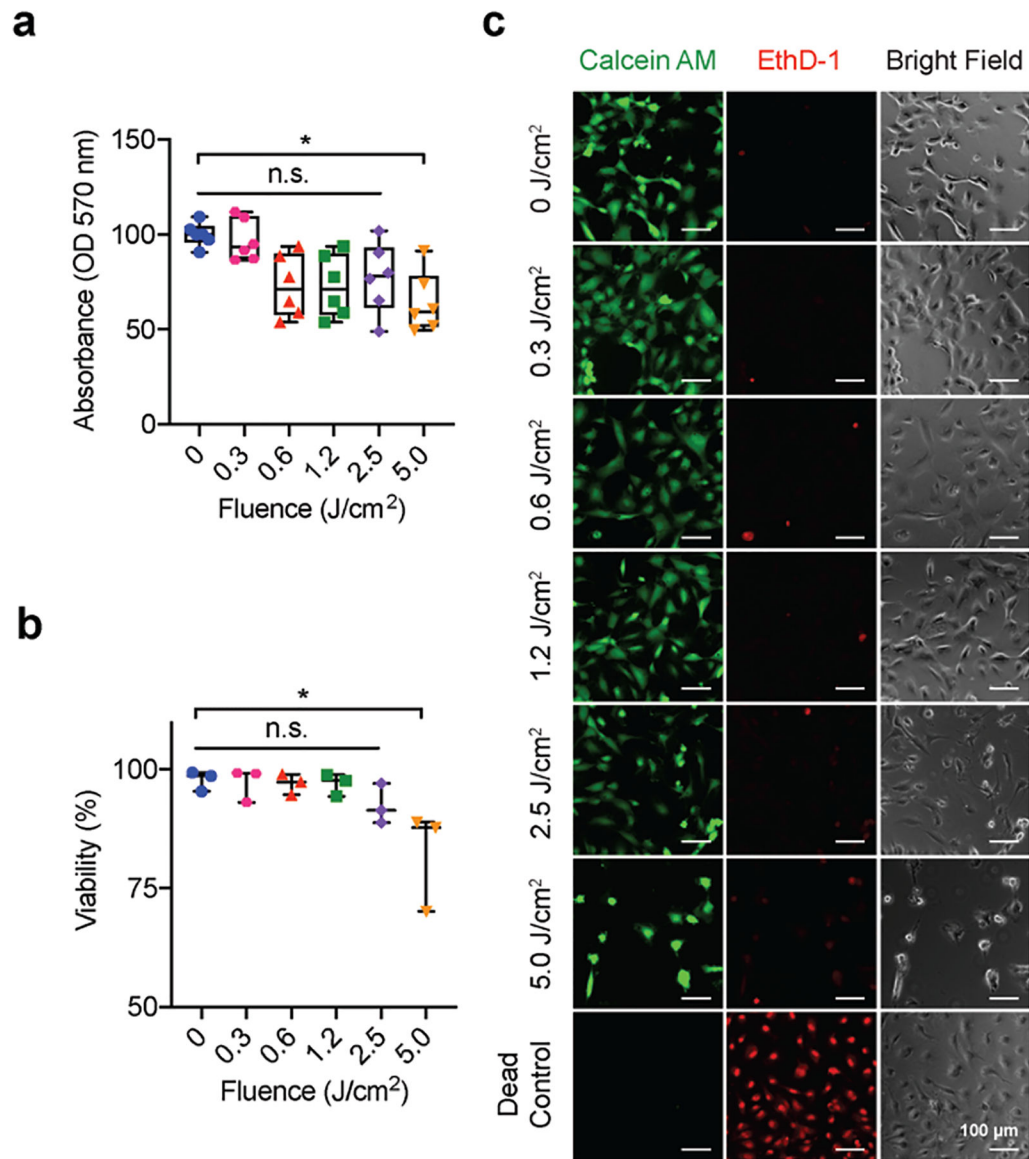 a
150
100
50
0
Absorbance (OD 570 nm)
*
n.s.
0
0.3
0.6
1.2
2.5
5.0
Fluence (J/cm²)
b
100
75
50
Viability (%)
*
n.s.
0
0.3
0.6
1.2
2.5
5.0
Fluence (J/cm²)
c
Calcein AM EthD-1 Bright Field
0 J/cm²
0.3 J/cm²
0.6 J/cm²
1.2 J/cm²
2.5 J/cm²
5.0 J/cm²
Dead
Control
100 µm